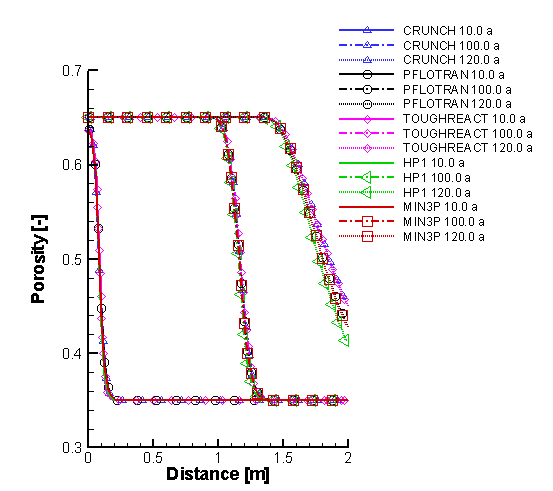 CRUNCH 10.0 a
CRUNCH 100.0 a
CRUNCH 120.0 a
PFLOTRAN 10.0 a
PFLOTRAN 100.0 a
PFLOTRAN 120.0 a
TOUGHREACT 10.0 a
TOUGHREACT 100.0 a
TOUGHREACT 120.0 a
HP1 10.0 a
HP1 100.0 a
HP1 120.0 a
MIN3P 10.0 a
MIN3P 100.0 a
MIN3P 120.0 a
0.7
0.6
0.5
0.4
0.3
Porosity [-]
0 0.5 1 1.5 2
Distance [m]